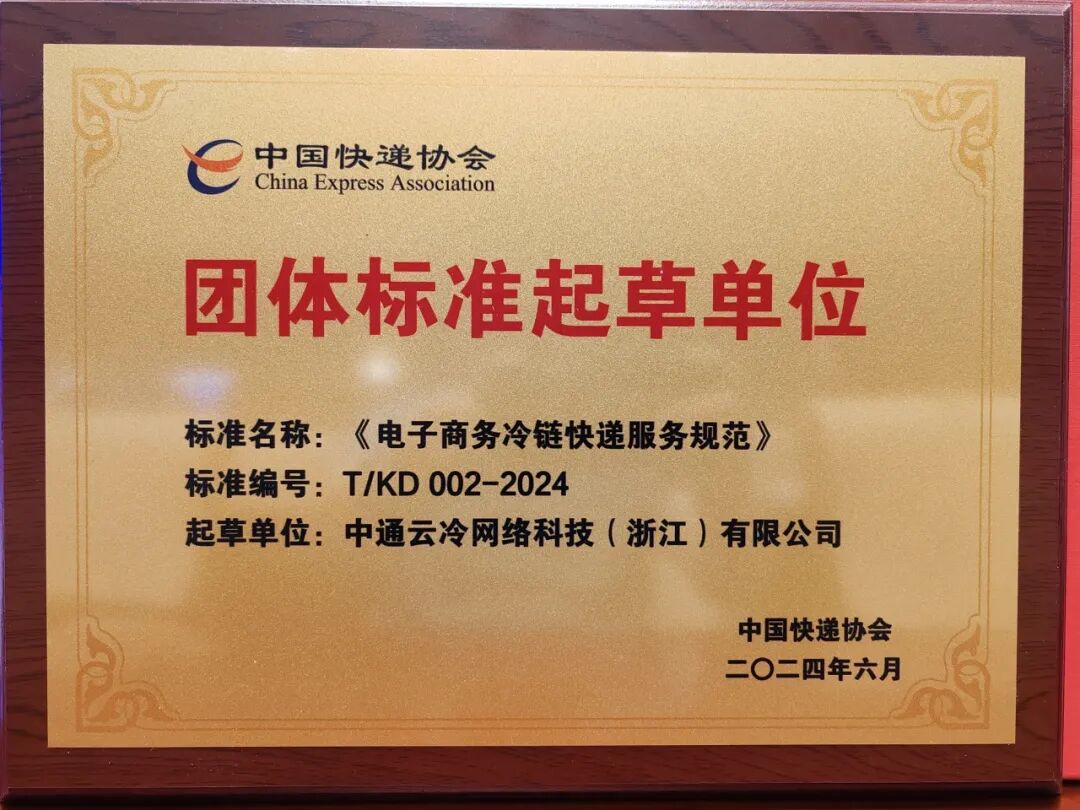 中国快递协会
China Express Association
团体标准起草单位
标准名称：《电子商务冷链快递服务规范》
标准编号：T/KD 002-2024
起草单位：中通云冷网络科技（浙江）有限公司
中国快递协会
二〇二四年六月